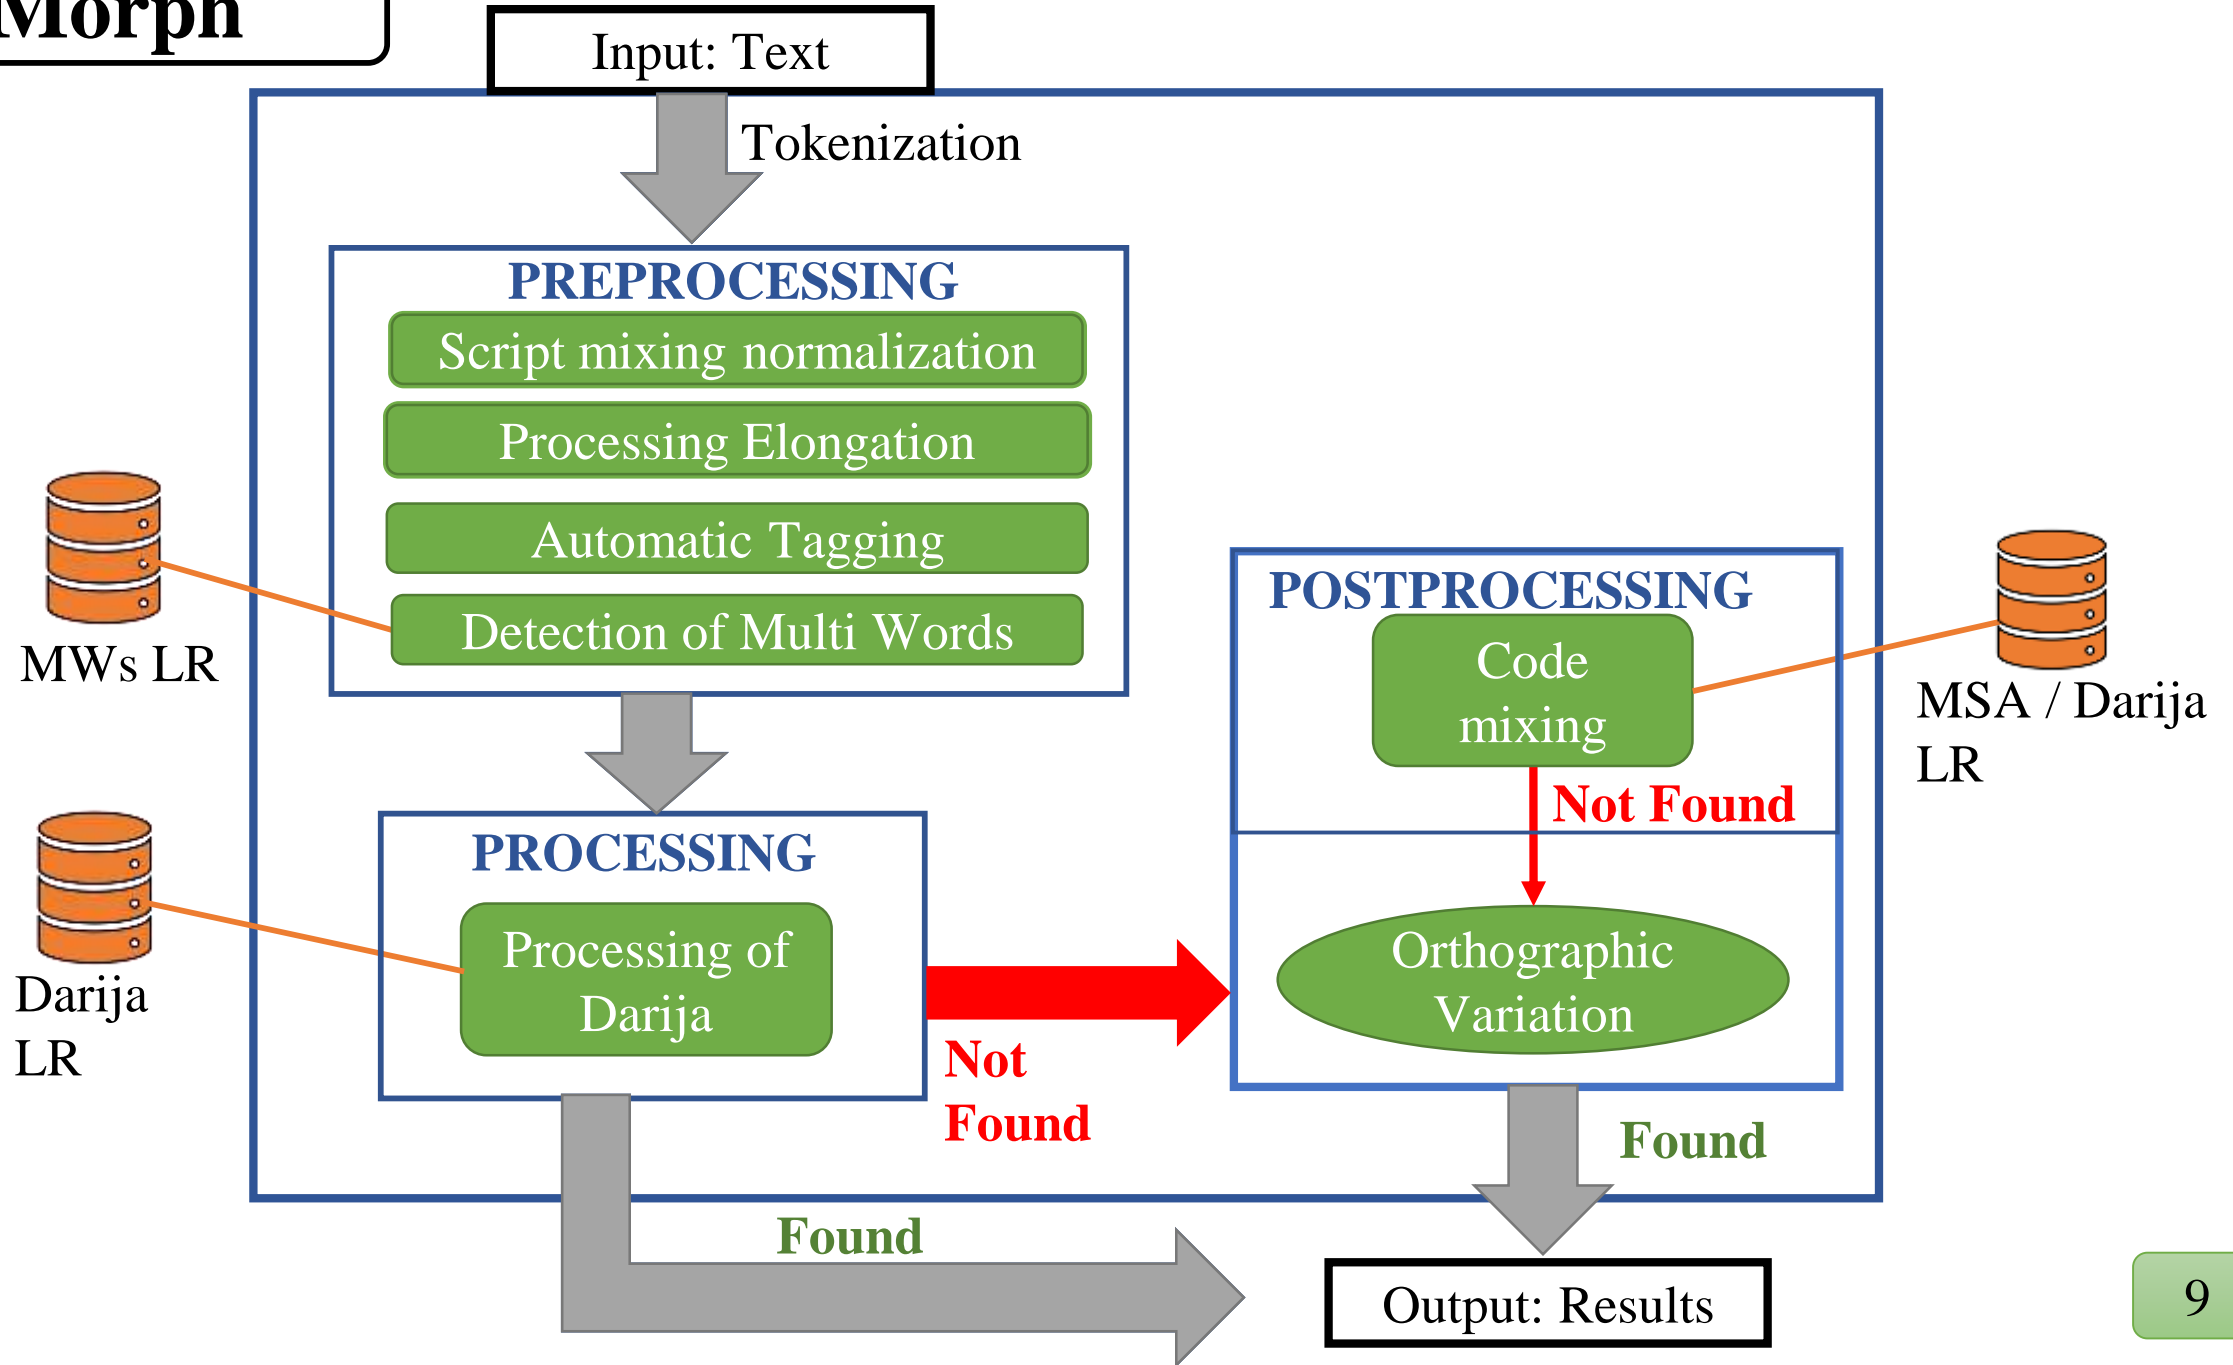 Morph
Input: Text
Tokenization
PREPROCESSING
Script mixing normalization
Processing Elongation
Automatic Tagging
Detection of Multi Words
MWs LR
PROCESSING
Processing of
Darija
Darija
LR
Not
Found
Found
POSTPROCESSING
Code
mixing
Not Found
Orthographic
Variation
MSA / Darija
LR
Found
Output: Results
9